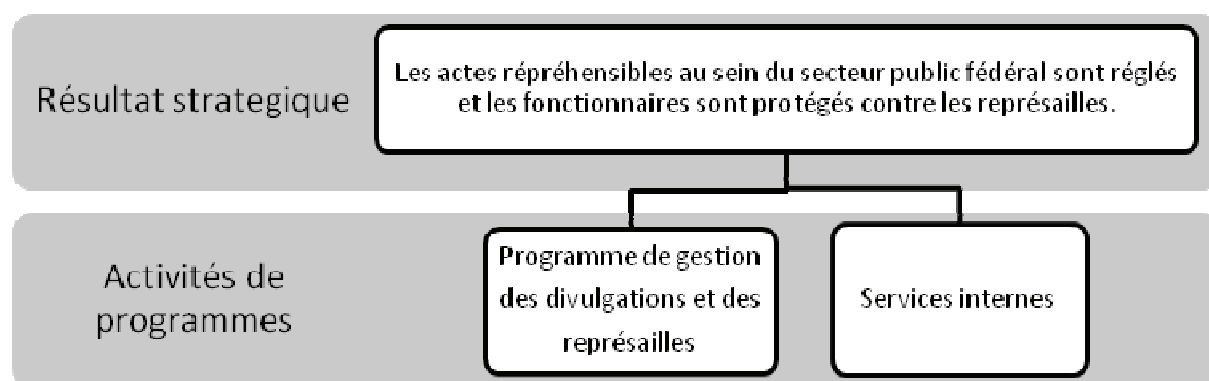 Résultat strategique
Les actes répréhensibles au sein du secteur public fédéral sont réglés
et les fonctionnaires sont protégés contre les représailles.
Activités de
programmes
Programme de gestion
des divulgations et des
représailles
Services internes